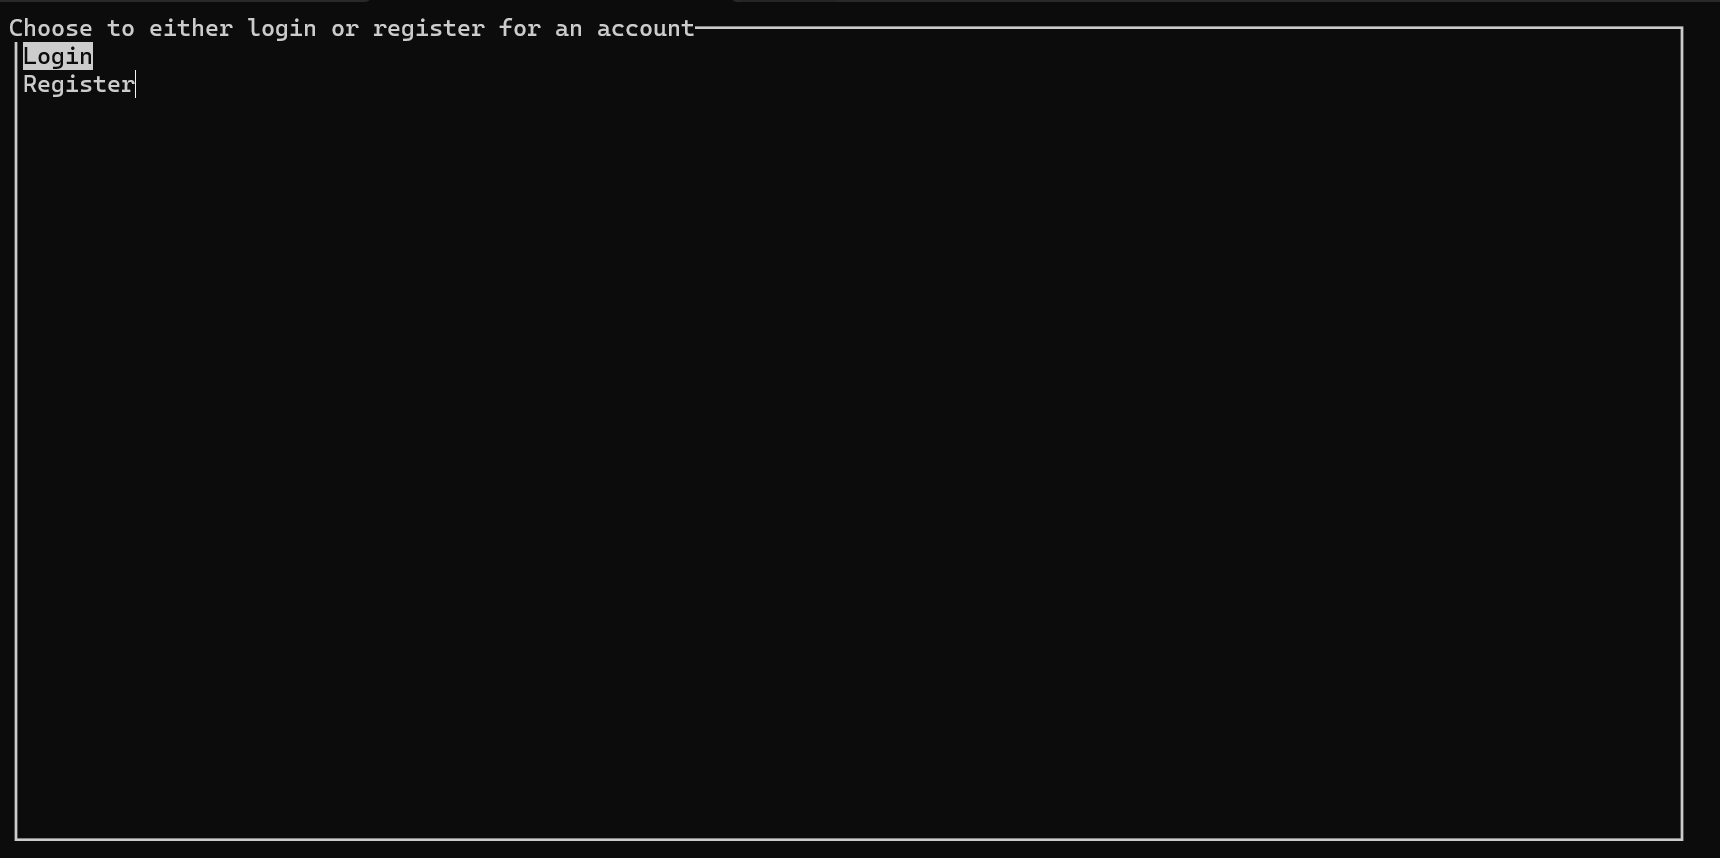 Choose to either login or register for an account
Login
Register